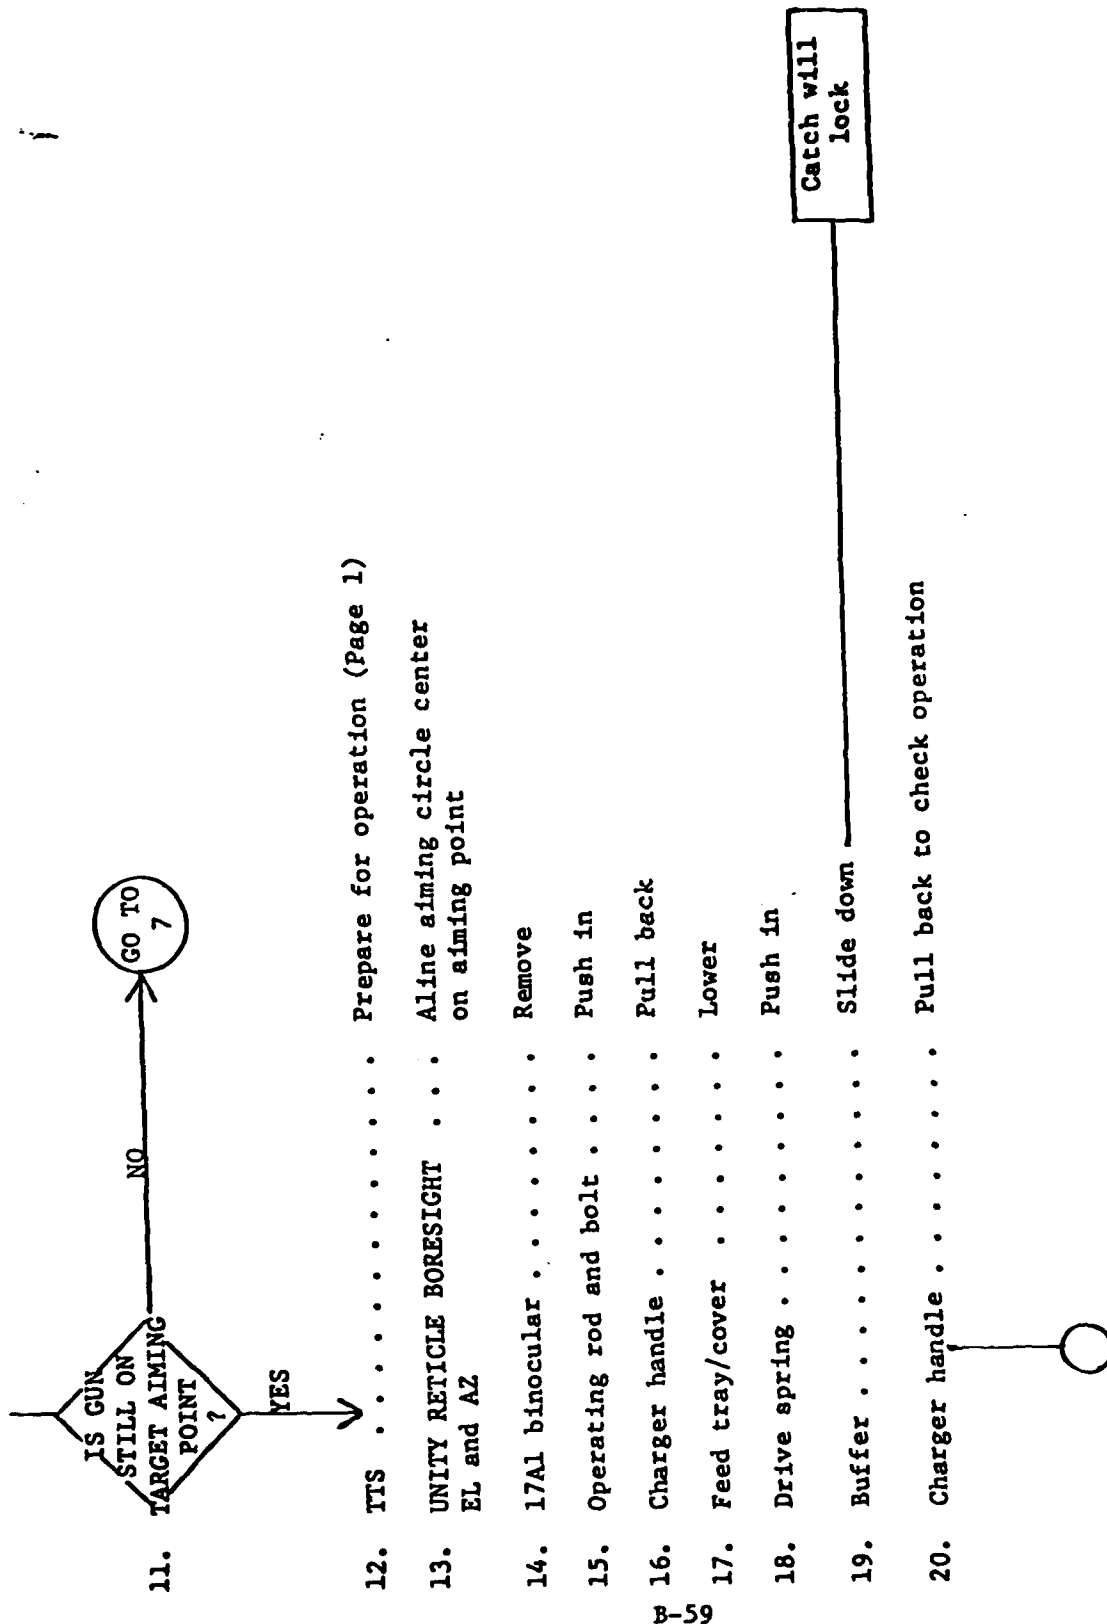 11. IS GUN
STILL ON
TARGET AIMING
POINT
?
NO
GO TO
7
YES
12. TTS . . . . . . . . . . . . . Prepare for operation (Page 1)
13. UNITY RETICLE BORESIGHT . . . Aline aiming circle center
EL and AZ on aiming point
14. 17A1 binocular . . . . . . . . Remove
15. Operating rod and bolt . . . . Push in
16. Charger handle . . . . . . . . Pull back
17. Feed tray/cover . . . . . . . Lower
18. Drive spring . . . . . . . . . Push in
19. Buffer . . . . . . . . . . . . Slide down
Catch will
lock
20. Charger handle . . . . . . . . Pull back to check operation
B-59